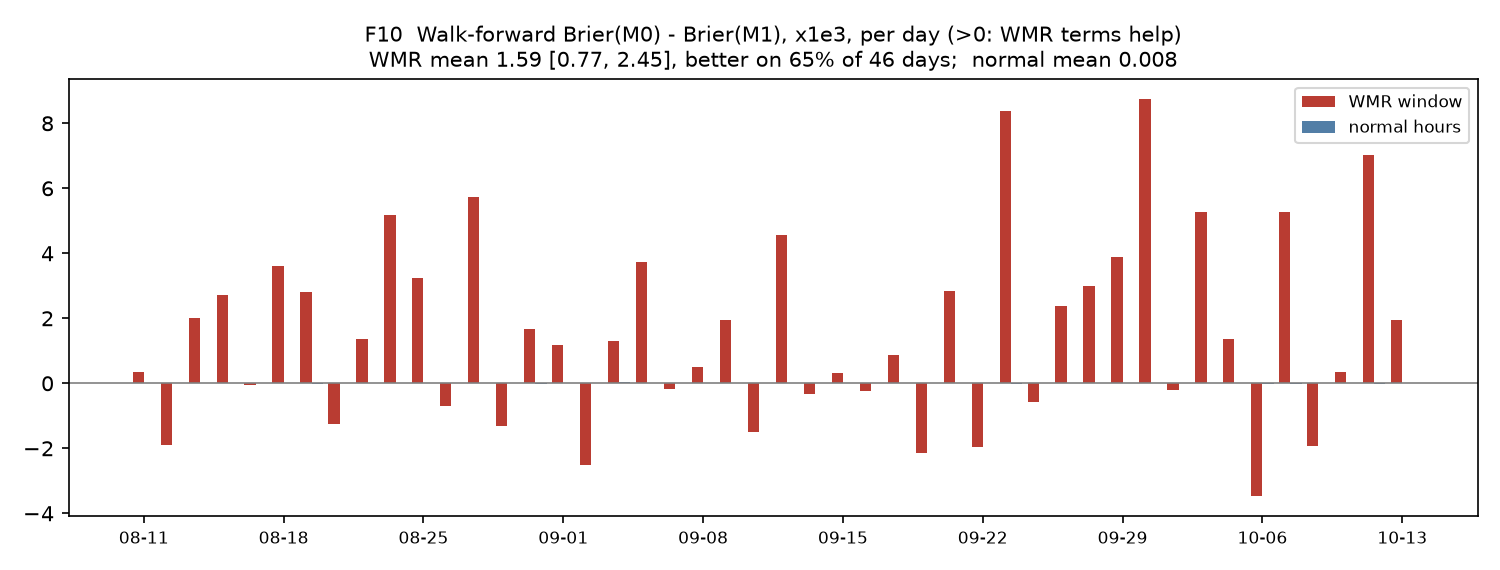 F10  Walk-forward Brier(M0) - Brier(M1), x1e3, per day (>0: WMR terms help)
WMR mean 1.59 [0.77, 2.45], better on 65% of 46 days;  normal mean 0.008
WMR window
normal hours
8
6
4
2
0
−2
−4
08-11 08-18 08-25 09-01 09-08 09-15 09-22 09-29 10-06 10-13